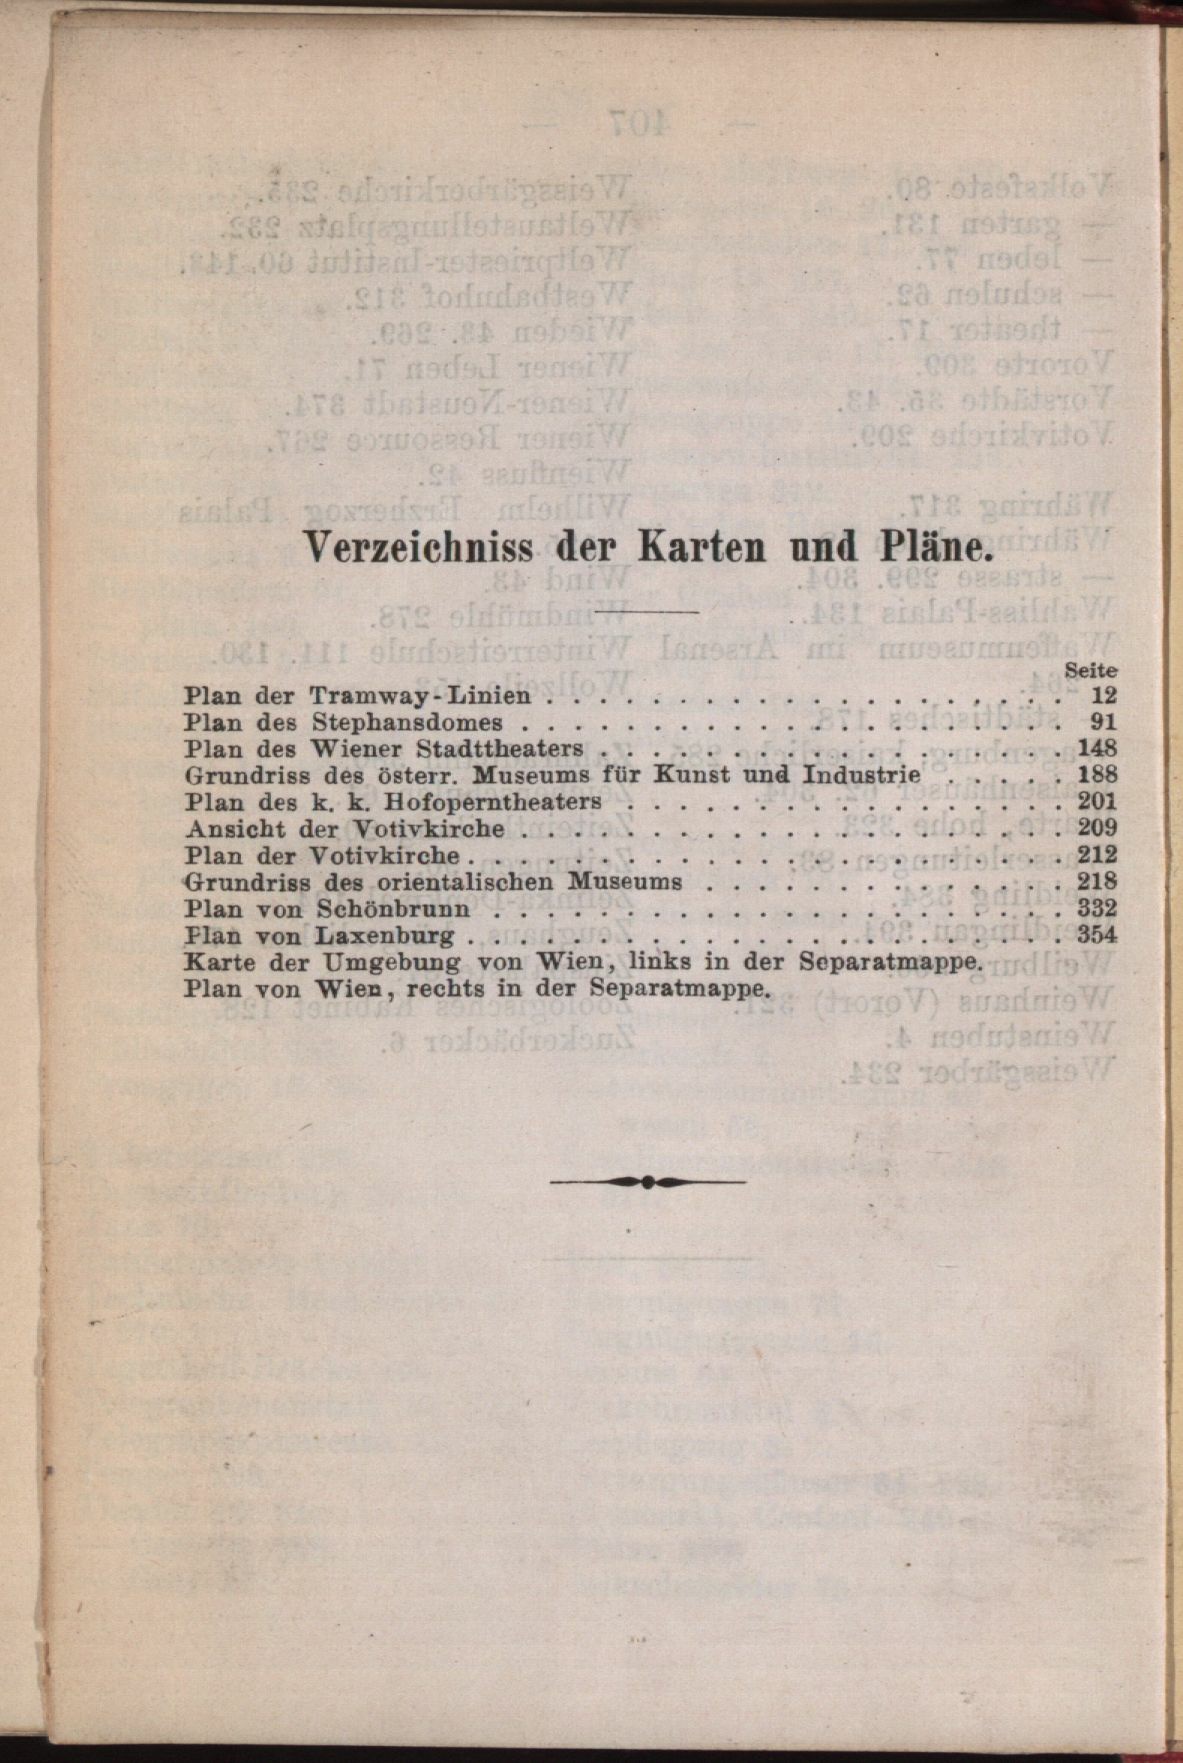 Verzeichniss der Karten und Pläne.
Seite
Plan der Tramway-Linien . . . . . . . . . . . . . . . . . . . . 12
Plan des Stephansdomes . . . . . . . . . . . . . . . . . . . . . 91
Plan des Wiener Stadttheaters . . . . . . . . . . . . . . . . . . 148
Grundriss des österr. Museums für Kunst und Industrie . . . . . 188
Plan des k. k. Hofoperntheaters . . . . . . . . . . . . . . . . . 201
Ansicht der Votivkirche . . . . . . . . . . . . . . . . . . . . . 209
Plan der Votivkirche . . . . . . . . . . . . . . . . . . . . . . . 212
Grundriss des orientalischen Museums . . . . . . . . . . . . . . 218
Plan von Schönbrunn . . . . . . . . . . . . . . . . . . . . . . 332
Plan von Laxenburg . . . . . . . . . . . . . . . . . . . . . . . 354
Karte der Umgebung von Wien, links in der Separatmappe.
Plan von Wien, rechts in der Separatmappe.